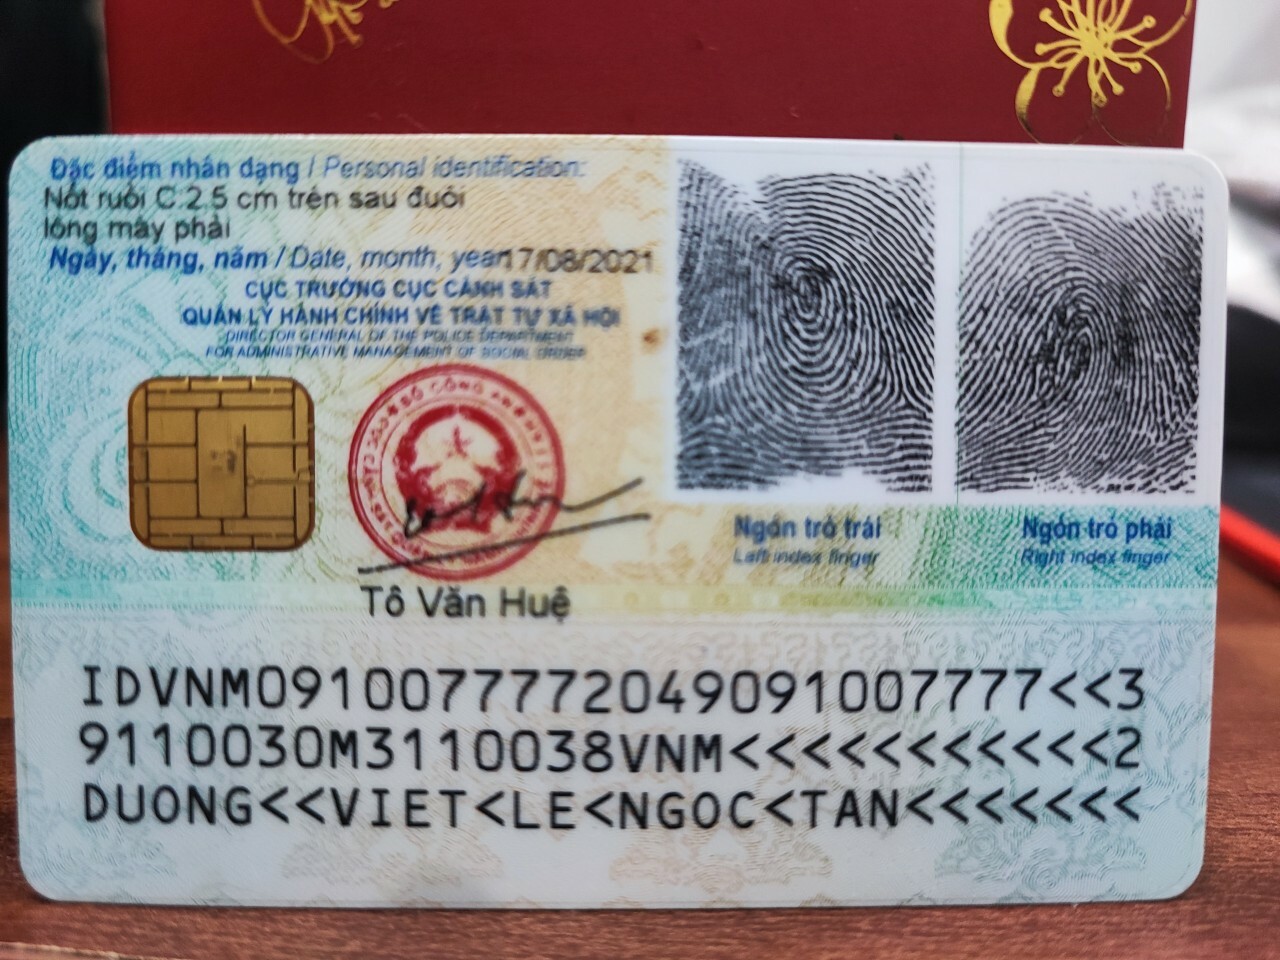 Đặc điểm nhân dạng / Personal identification:
Nốt ruồi C:2.5 cm trên sau đuôi
lông mày phải
Ngày, tháng, năm / Date, month, year 17/08/2021
CỤC TRƯỞNG CỤC CẢNH SÁT
QUẢN LÝ HÀNH CHÍNH VỀ TRẬT TỰ XÃ HỘI
DIRECTOR GENERAL OF THE POLICE DEPARTMENT
FOR ADMINISTRATIVE MANAGEMENT OF SOCIAL ORDER
Tô Văn Huệ
Ngón trỏ trái
Left index finger
Ngón trỏ phải
Right index finger
IDVNM0910077772049091007777<<3
9110030M3110038VNM<<<<<<<<<<<2
DUONG<<VIET<LE<NGOC<TAN<<<<<<<